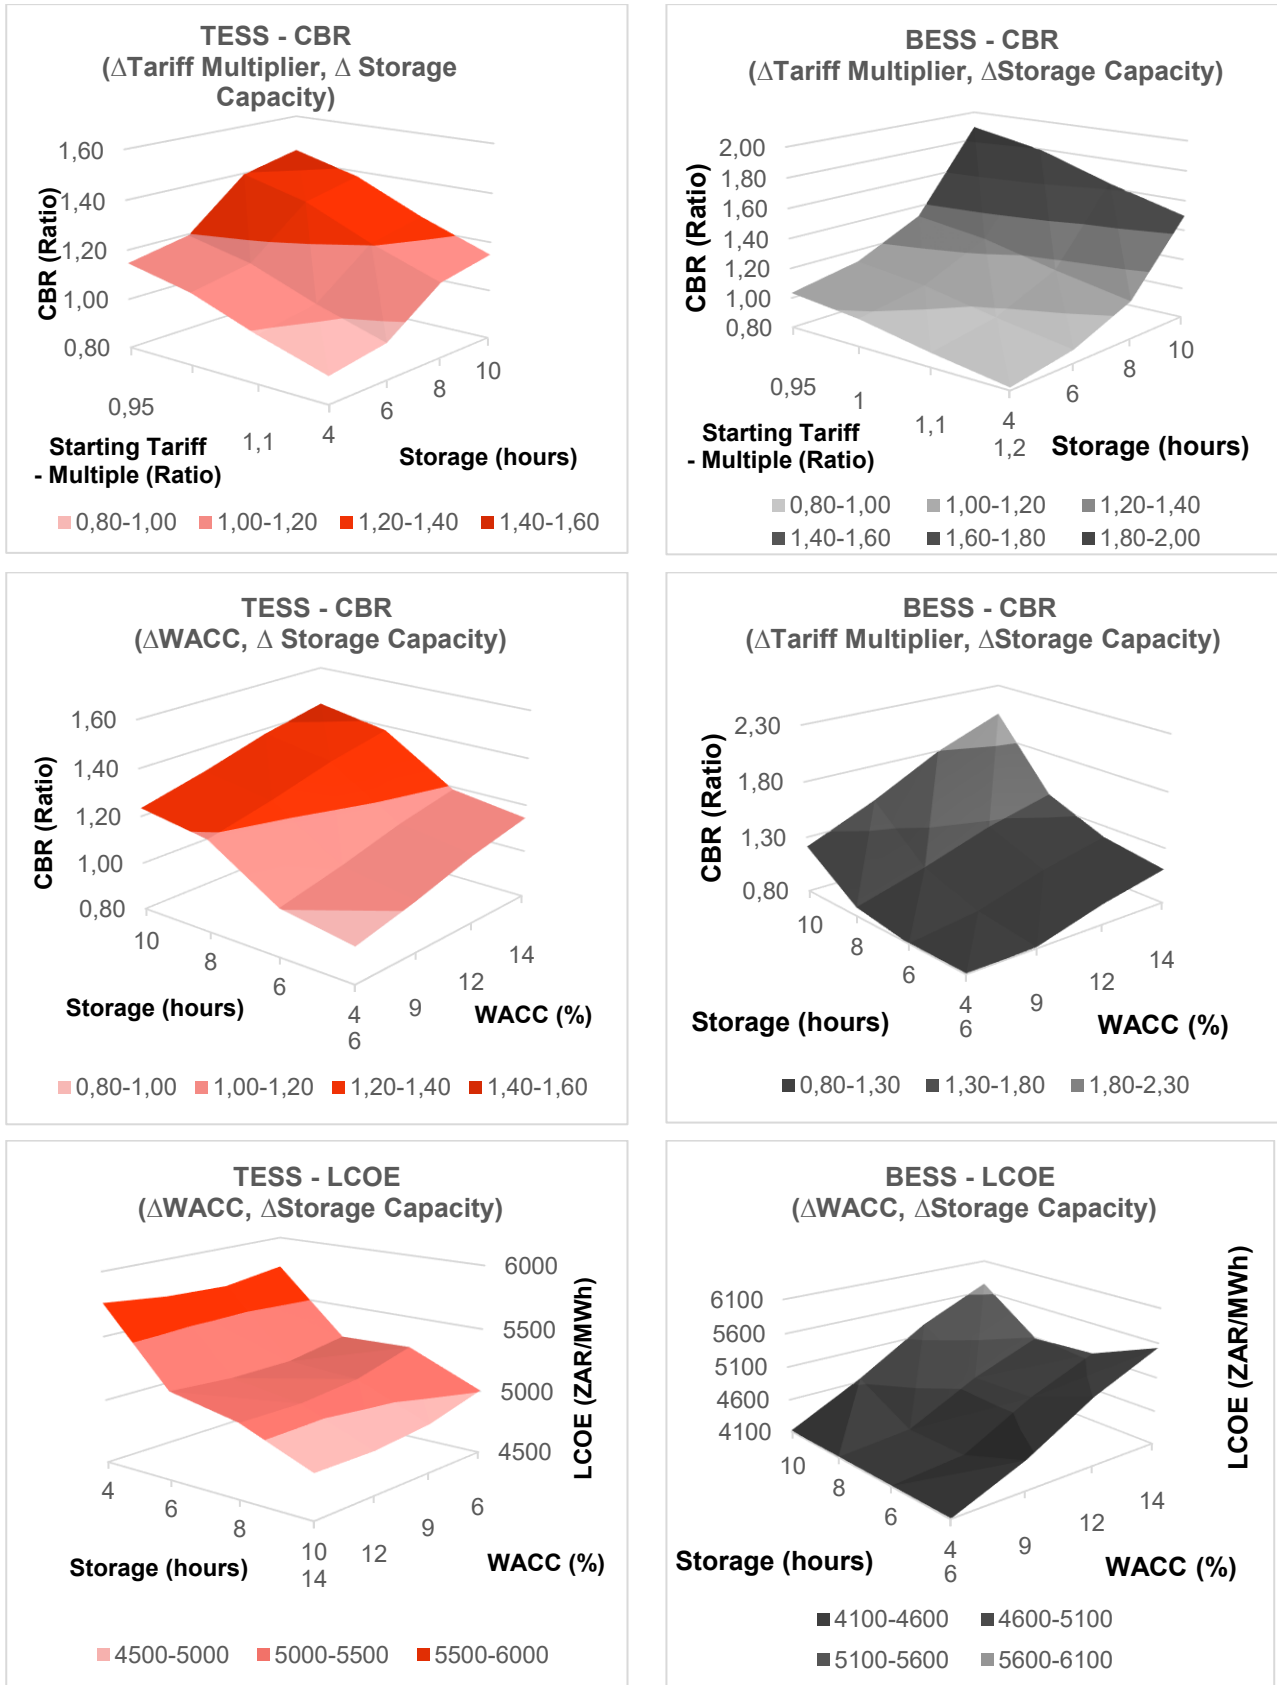 TESS - CBR
(ΔTariff Multiplier, Δ Storage
Capacity)
1,60
1,40
1,20
1,00
0,80
CBR (Ratio)
0,95
1,1
4
6
8
10
Starting Tariff
- Multiple (Ratio)
Storage (hours)
0,80-1,00 1,00-1,20 1,20-1,40 1,40-1,60
BESS - CBR
(ΔTariff Multiplier, ΔStorage Capacity)
2,00
1,80
1,60
1,40
1,20
1,00
0,80
CBR (Ratio)
0,95
1
1,1
1,2
4
6
8
10
Starting Tariff
- Multiple (Ratio)
Storage (hours)
0,80-1,00 1,00-1,20 1,20-1,40
1,40-1,60 1,60-1,80 1,80-2,00
TESS - CBR
(ΔWACC, Δ Storage Capacity)
1,60
1,40
1,20
1,00
0,80
CBR (Ratio)
10
8
6
4
6
9
12
14
Storage (hours)
WACC (%)
0,80-1,00 1,00-1,20 1,20-1,40 1,40-1,60
BESS - CBR
(ΔTariff Multiplier, ΔStorage Capacity)
2,30
1,80
1,30
0,80
CBR (Ratio)
10
8
6
4
6
9
12
14
Storage (hours)
WACC (%)
0,80-1,30 1,30-1,80 1,80-2,30
TESS - LCOE
(ΔWACC, ΔStorage Capacity)
6000
5500
5000
4500
LCOE (ZAR/MWh)
4
6
8
10
14
12
9
6
Storage (hours)
WACC (%)
4500-5000 5000-5500 5500-6000
BESS - LCOE
(ΔWACC, ΔStorage Capacity)
6100
5600
5100
4600
4100
LCOE (ZAR/MWh)
10
8
6
4
6
9
12
14
Storage (hours)
WACC (%)
4100-4600 4600-5100
5100-5600 5600-6100